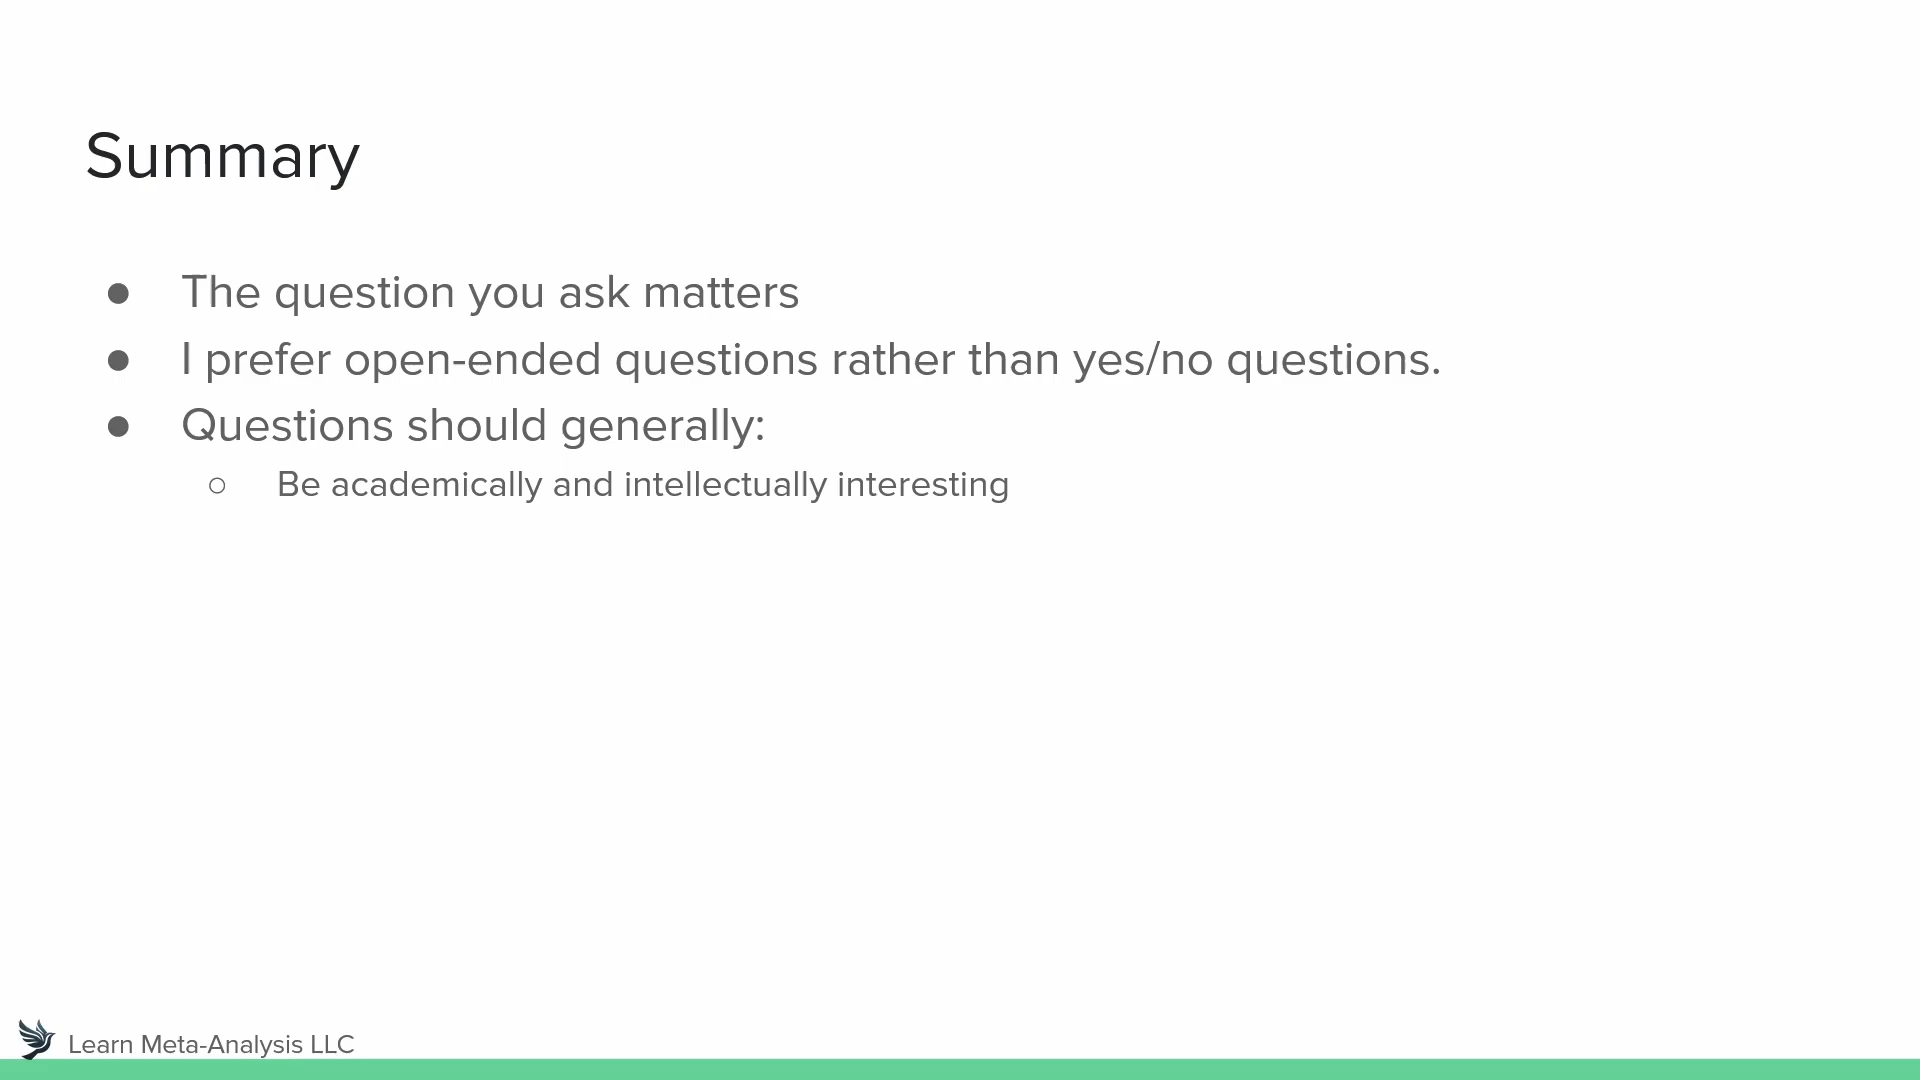 Summary
● The question you ask matters
● I prefer open-ended questions rather than yes/no questions.
● Questions should generally:
○ Be academically and intellectually interesting
Learn Meta-Analysis LLC